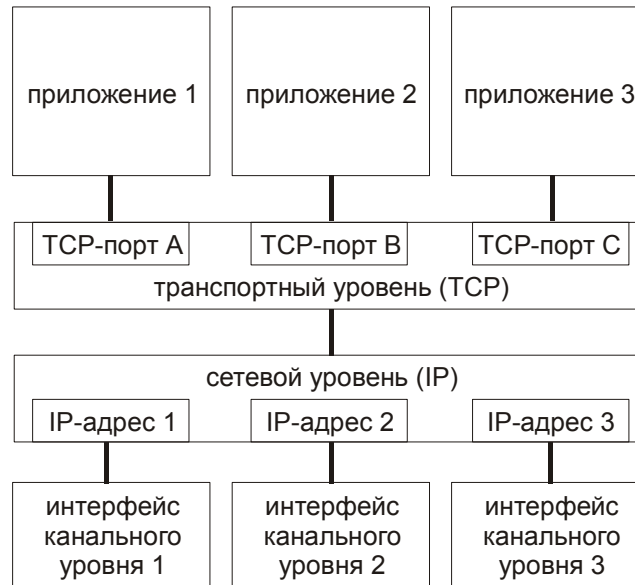 приложение 1
приложение 2
приложение 3
TCP-порт A
TCP-порт B
TCP-порт C
транспортный уровень (TCP)
сетевой уровень (IP)
IP-адрес 1
IP-адрес 2
IP-адрес 3
интерфейс
канального
уровня 1
интерфейс
канального
уровня 2
интерфейс
канального
уровня 3